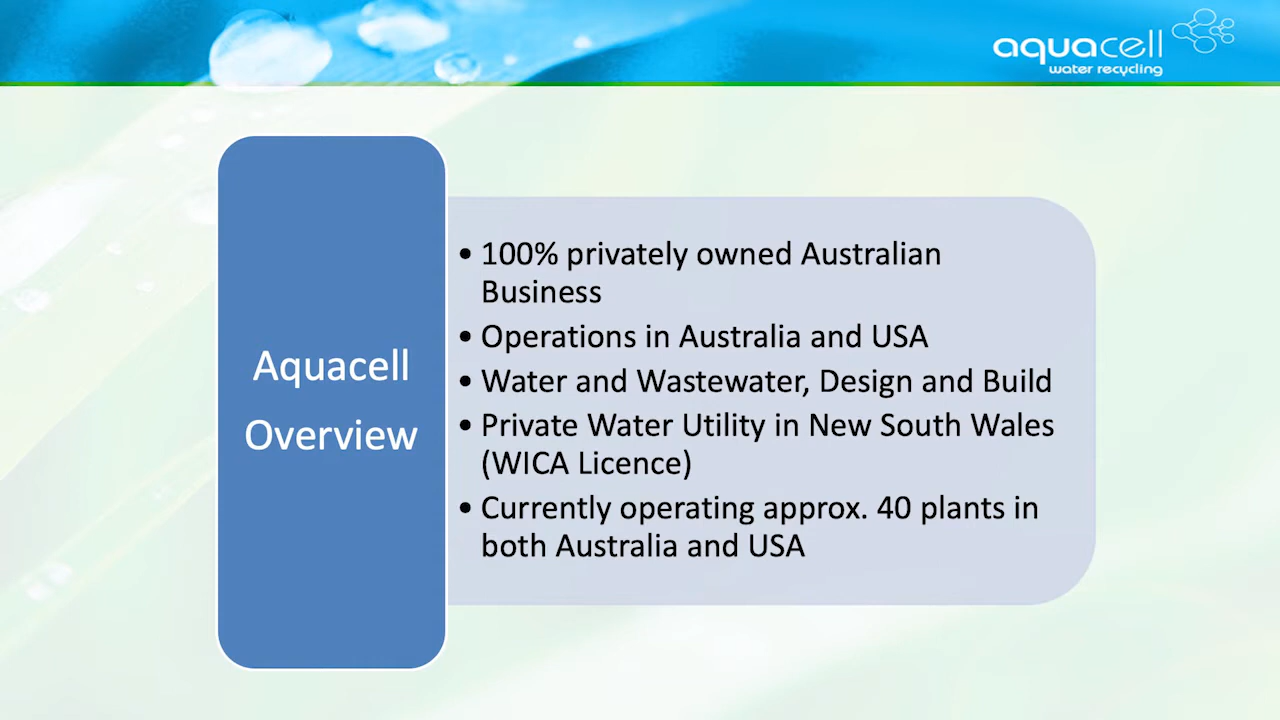 aquacell
water recycling
Aquacell
Overview
• 100% privately owned Australian
Business
• Operations in Australia and USA
• Water and Wastewater, Design and Build
• Private Water Utility in New South Wales
(WICA Licence)
• Currently operating approx. 40 plants in
both Australia and USA